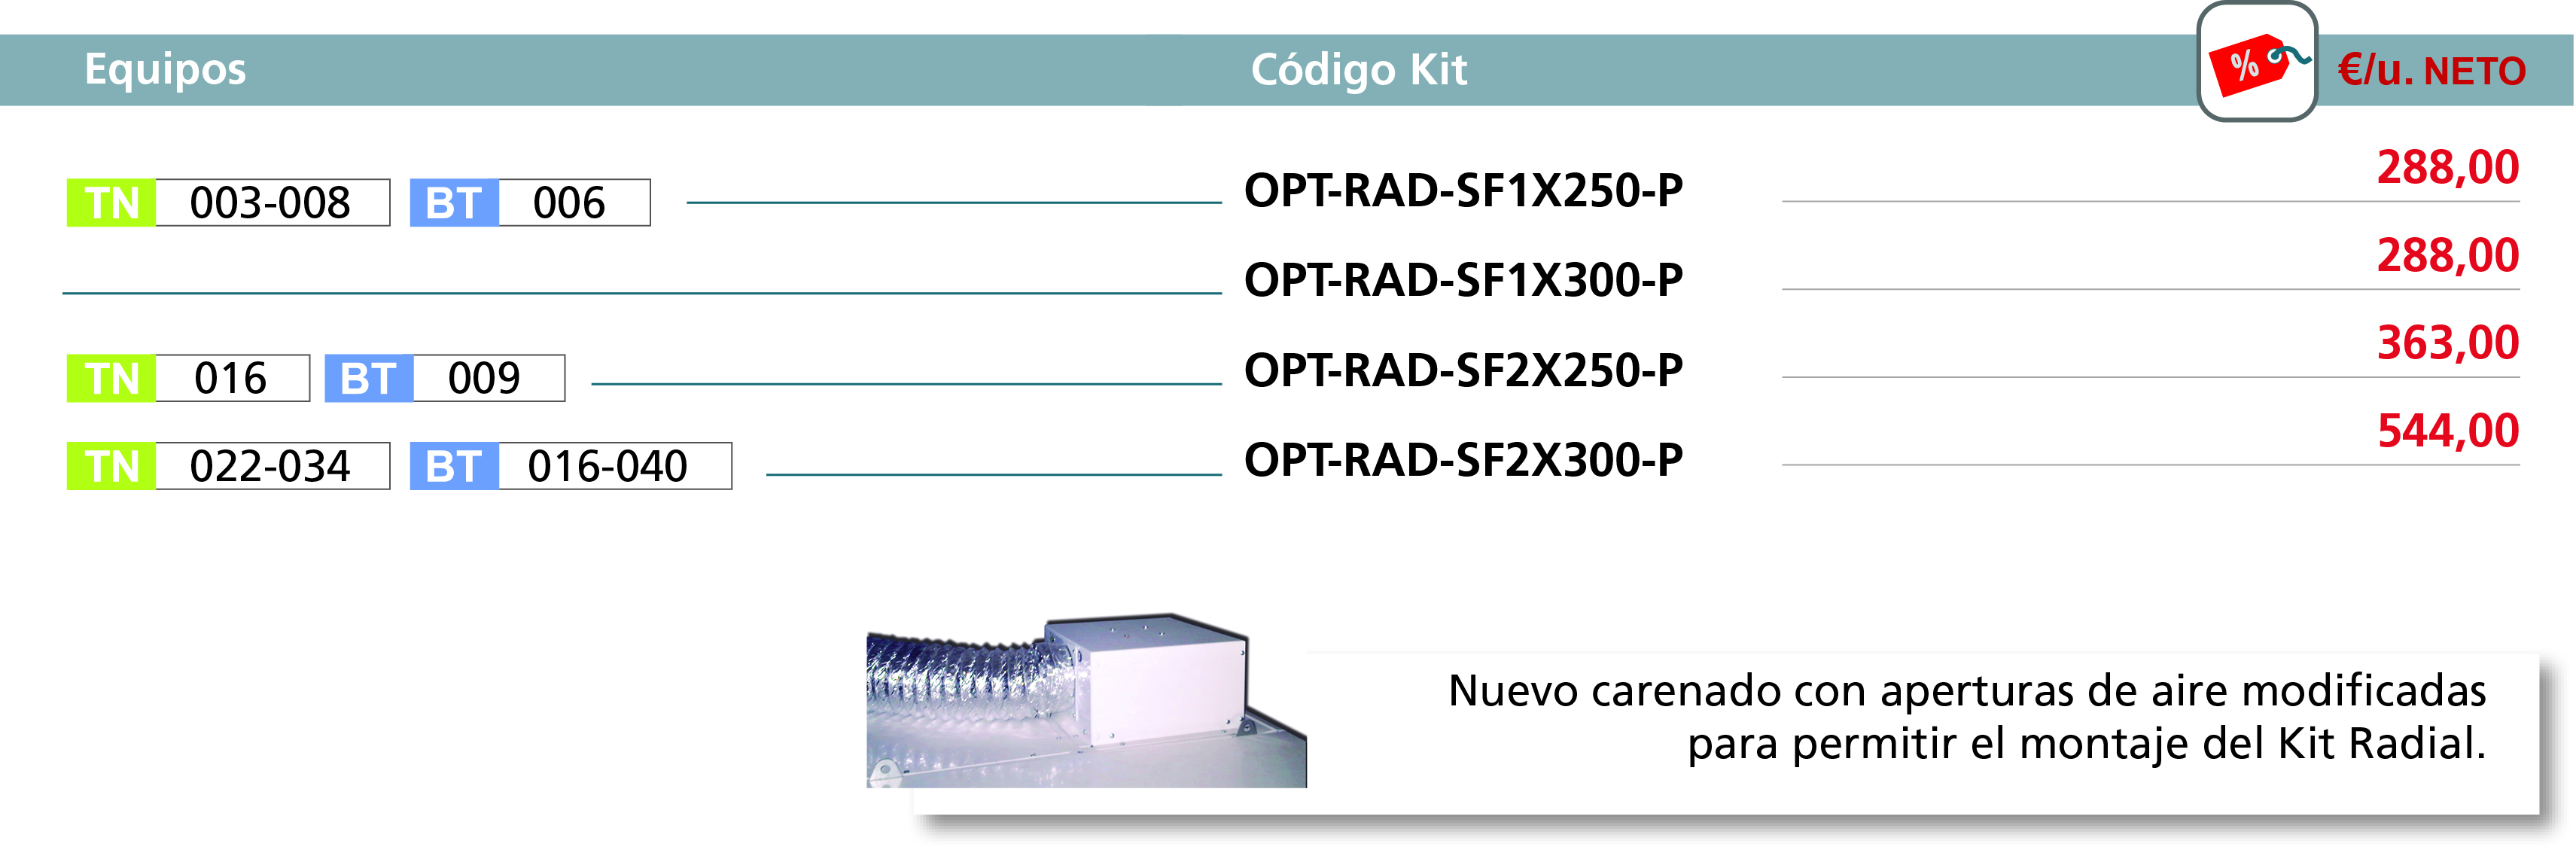 Equipos Código Kit % €/u. NETO
TN 003-008 BT 006 OPT-RAD-SF1X250-P 288,00
OPT-RAD-SF1X300-P 288,00
TN 016 BT 009 OPT-RAD-SF2X250-P 363,00
TN 022-034 BT 016-040 OPT-RAD-SF2X300-P 544,00
Nuevo carenado con aperturas de aire modificadas
para permitir el montaje del Kit Radial.